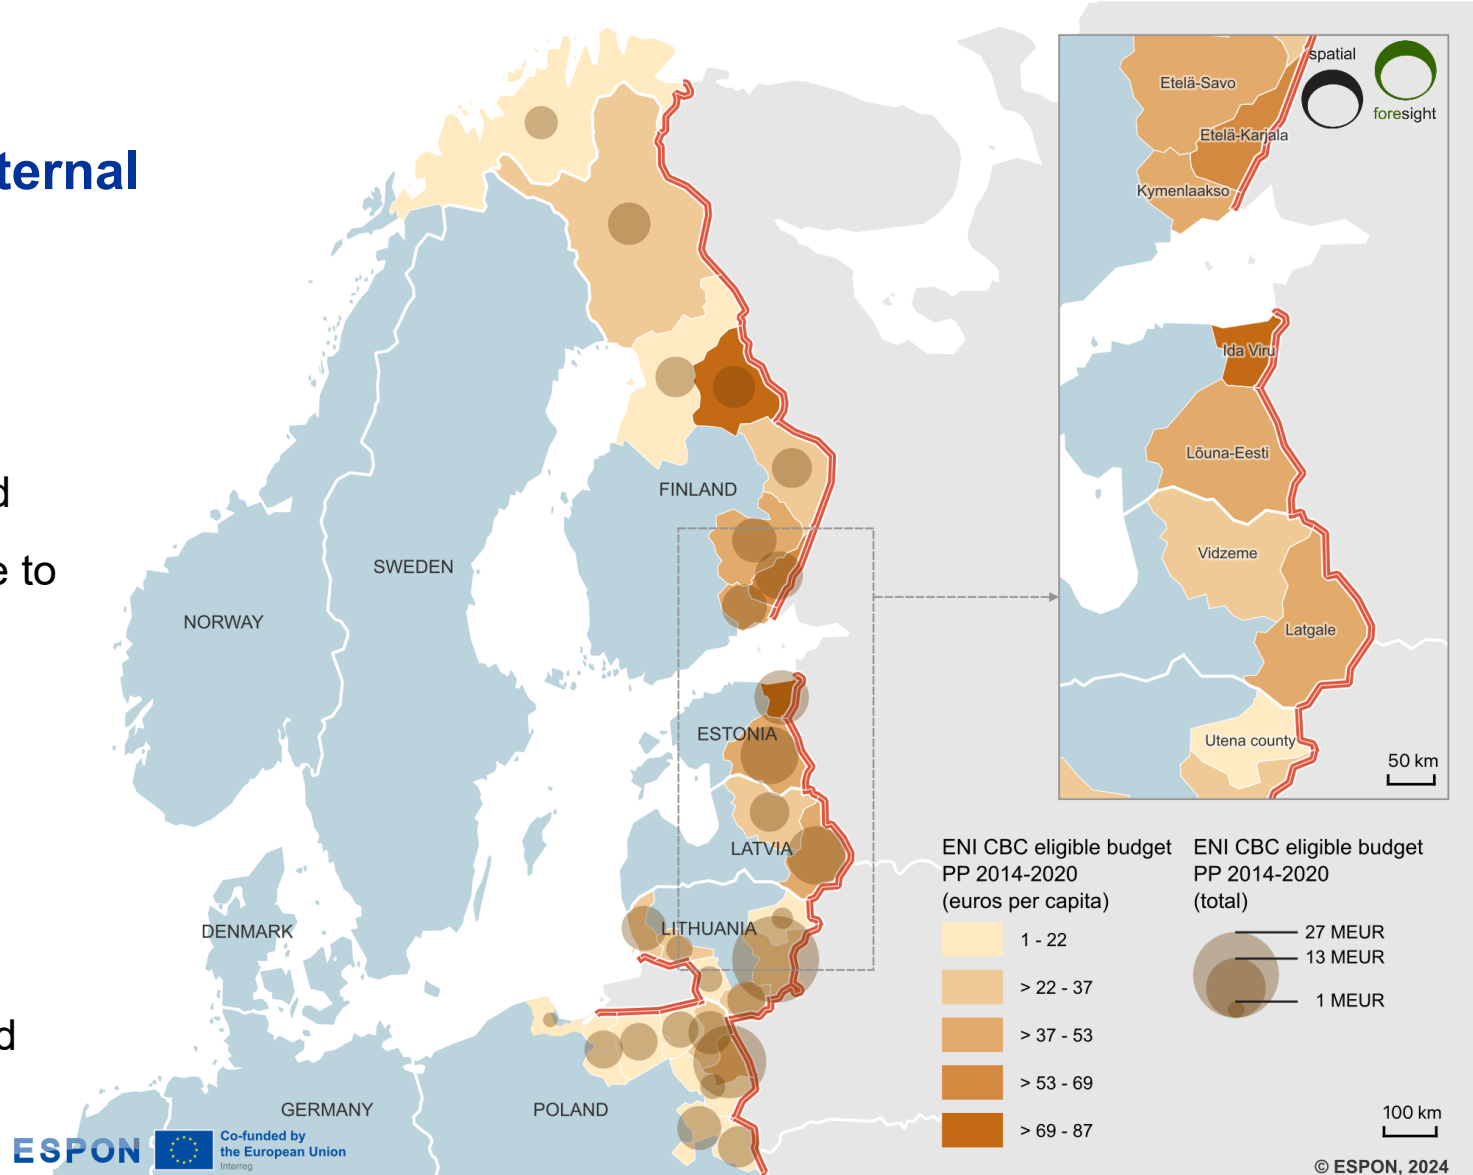 ternal
d
e to
d
NORWAY
SWEDEN
FINLAND
ESTONIA
LATVIA
LITHUANIA
DENMARK
GERMANY
POLAND
spatial
foresight
Etelä-Savo
Etelä-Karjala
Kymenlaakso
Ida Viru
Lõuna-Eesti
Vidzeme
Latgale
Utena county
50 km
ENI CBC eligible budget
PP 2014-2020
(euros per capita)
1 - 22
> 22 - 37
> 37 - 53
> 53 - 69
> 69 - 87
ENI CBC eligible budget
PP 2014-2020
(total)
27 MEUR
13 MEUR
1 MEUR
100 km
© ESPON, 2024
ESPON
Co-funded by
the European Union
Interreg